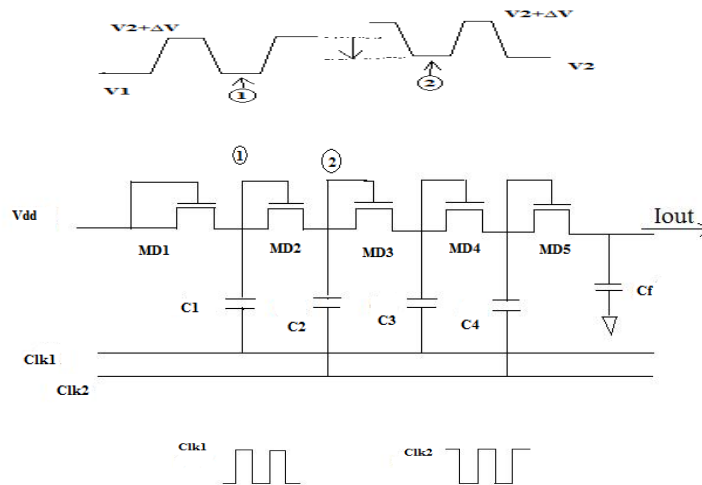 V2+ΔV
V2+ΔV
V1
1
2
V2
1
2
Vdd
MD1
MD2
MD3
MD4
MD5
Iout
C1
C2
C3
C4
Cf
Clk1
Clk2
Clk1
Clk2